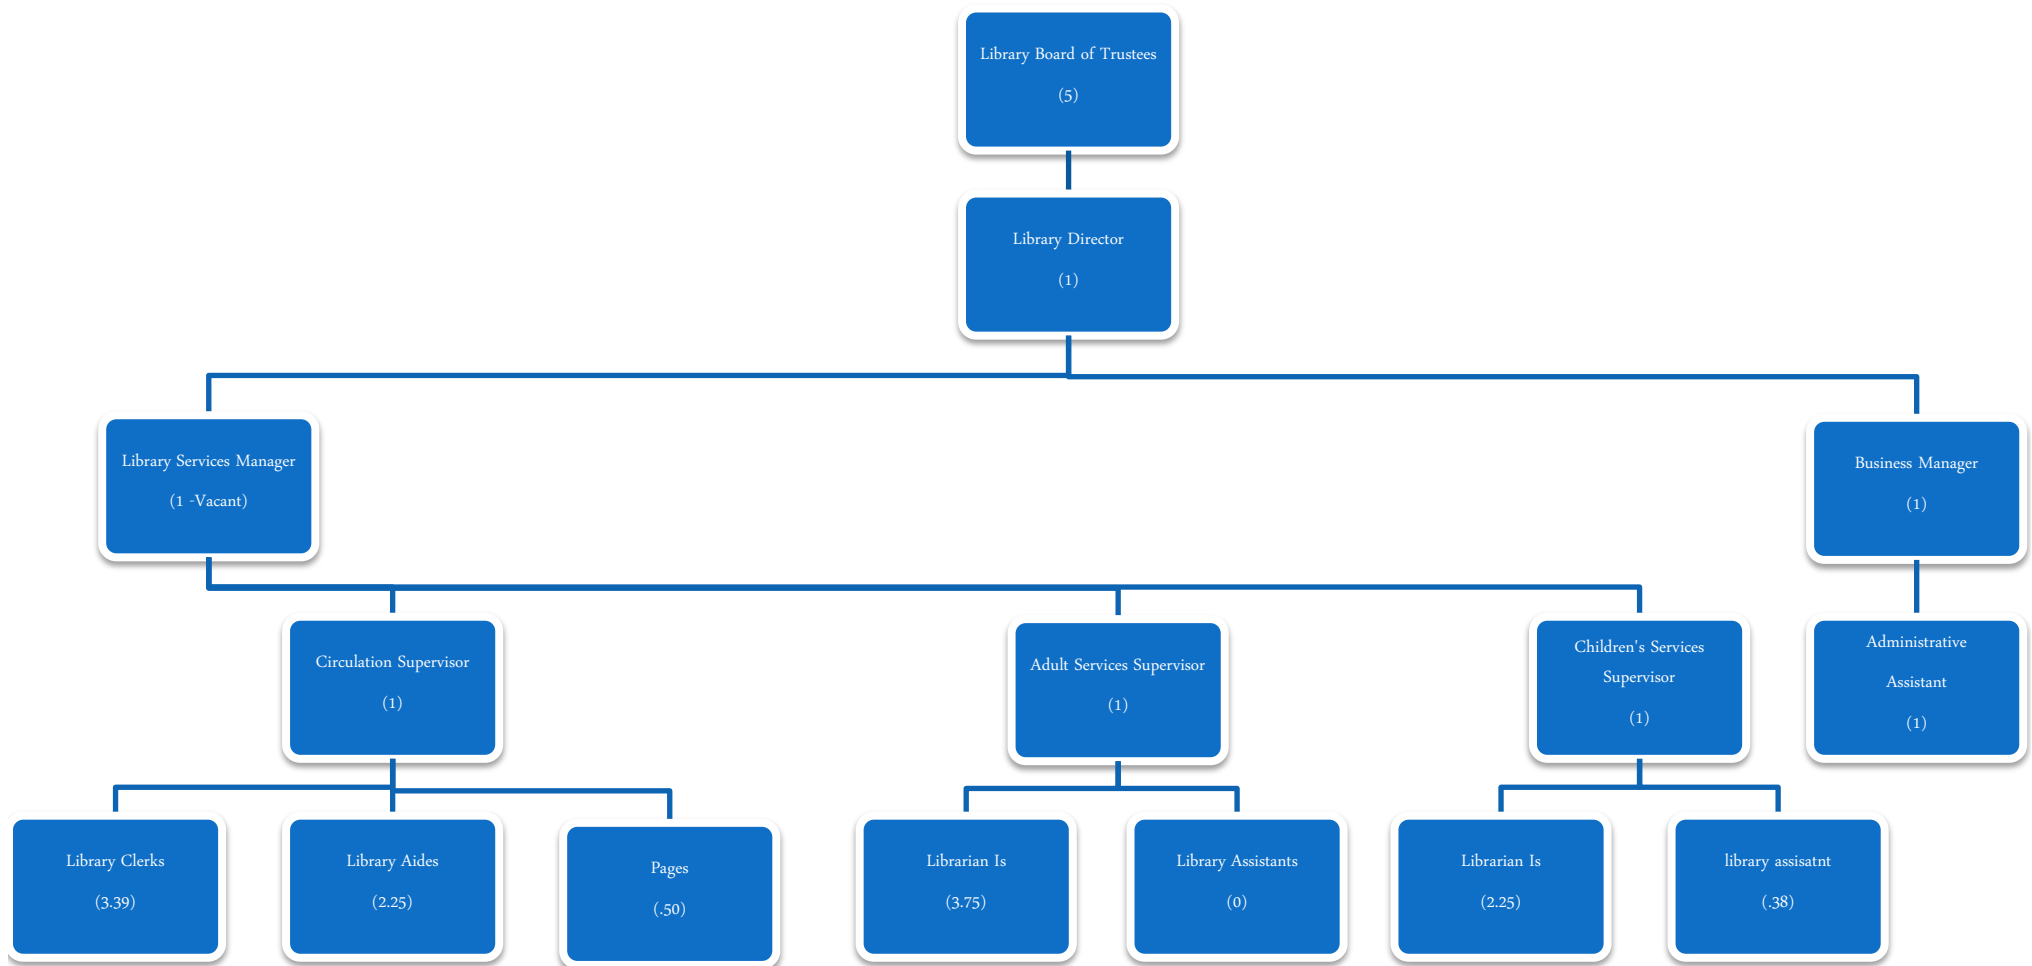 Library Board of Trustees
(5)
Library Director
(1)
Library Services Manager
(1 -Vacant)
Business Manager
(1)
Circulation Supervisor
(1)
Adult Services Supervisor
(1)
Children's Services
Supervisor
(1)
Administrative
Assistant
(1)
Library Clerks
(3.39)
Library Aides
(2.25)
Pages
(.50)
Librarian Is
(3.75)
Library Assistants
(0)
Librarian Is
(2.25)
library assisatnt
(.38)